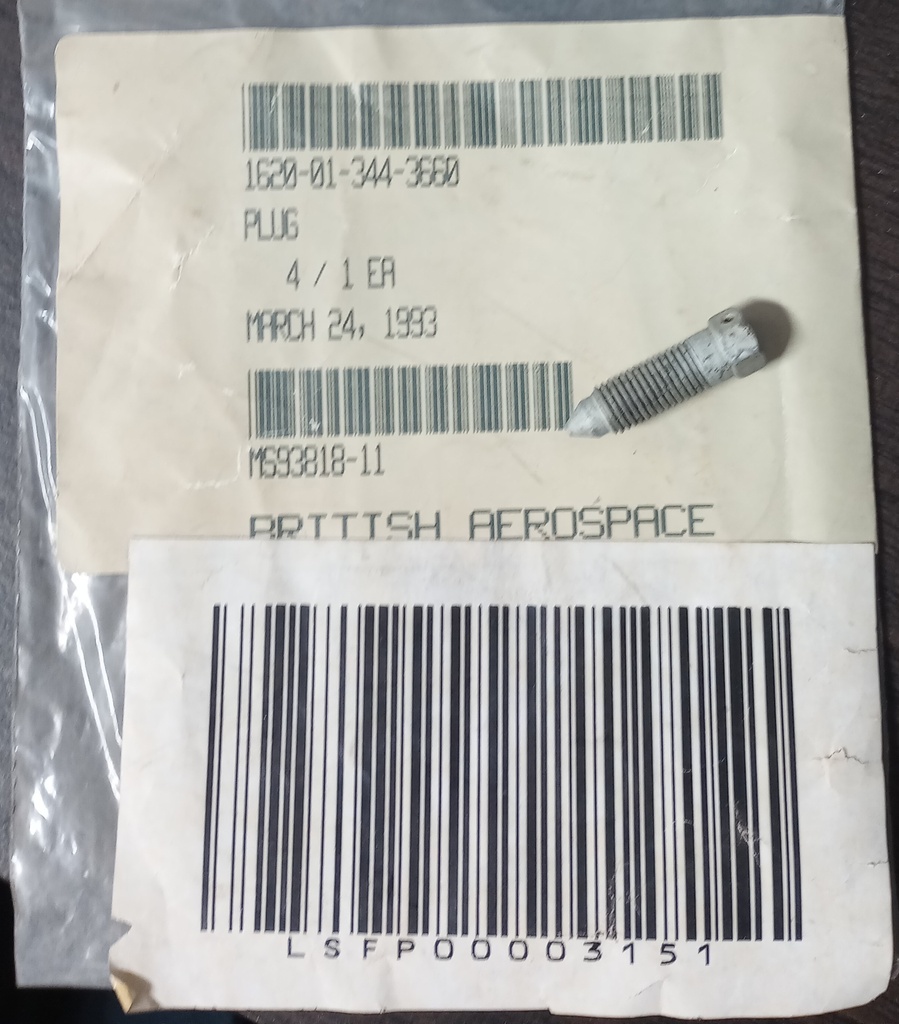 1620-01-344-3660
PLUG
4 / 1 EA
MARCH 24, 1993
MS93818-11
BRITISH AEROSPACE
LSFP00003151